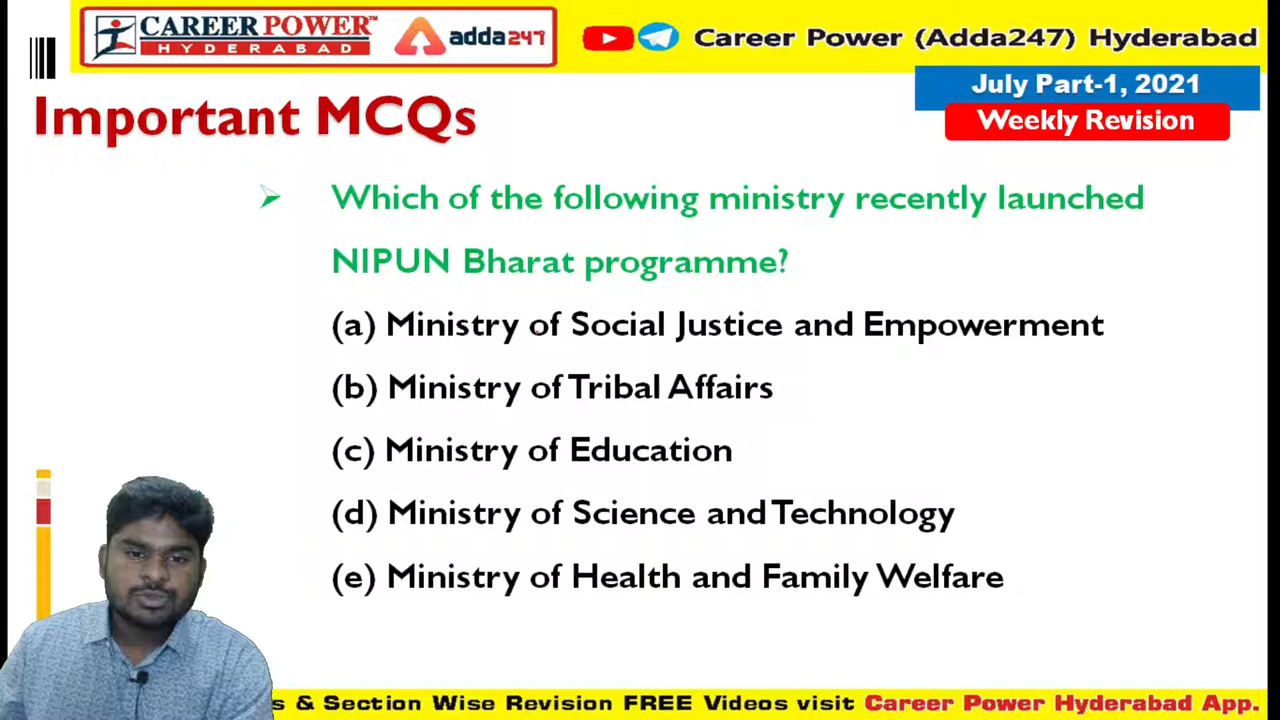 CAREER POWER™
HYDERABAD
adda247
Career Power (Adda247) Hyderabad
July Part-1, 2021
Weekly Revision
Important MCQs
Which of the following ministry recently launched
NIPUN Bharat programme?
(a) Ministry of Social Justice and Empowerment
(b) Ministry of Tribal Affairs
(c) Ministry of Education
(d) Ministry of Science and Technology
(e) Ministry of Health and Family Welfare
& Section Wise Revision FREE Videos visit Career Power Hyderabad App.